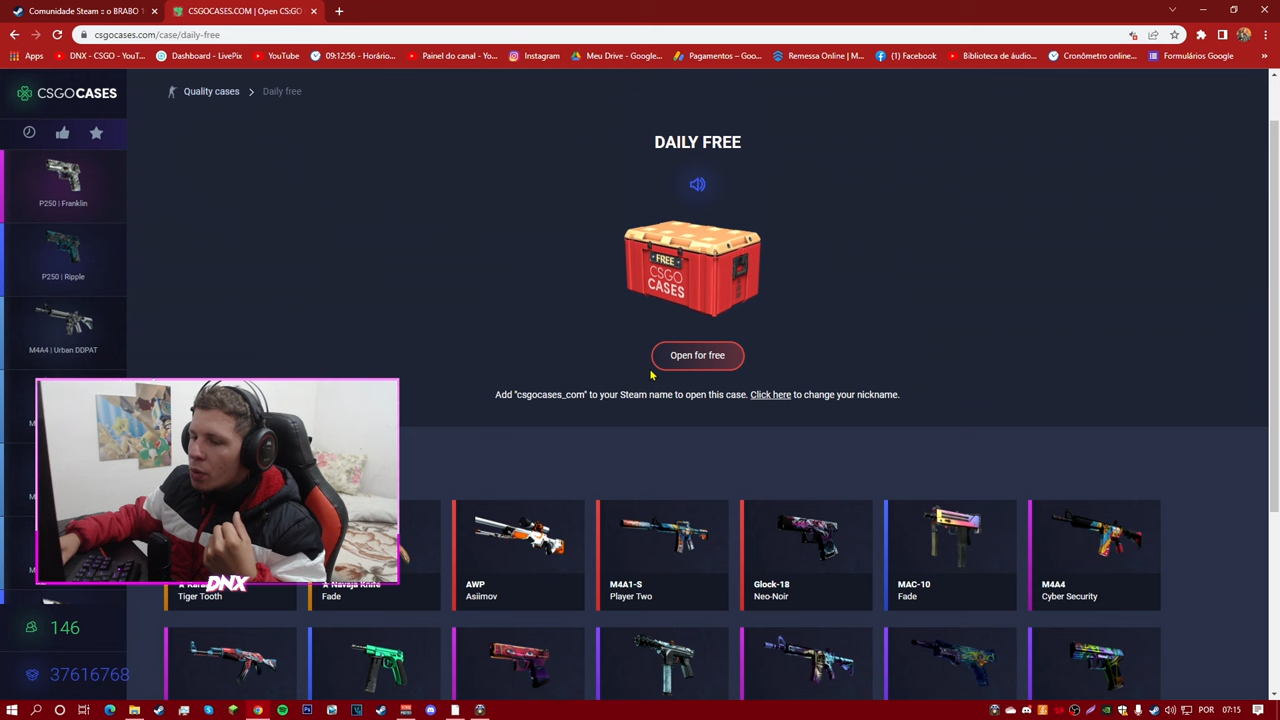 Comunidade Steam :: o BRABO 1
CSGOCASES.COM | Open CS:GO
csgocases.com/case/daily-free
Apps
DNX - CSGO - YouT...
Dashboard - LivePix
YouTube
09:12:56 - Horário...
Painel do canal - Y...
Instagram
Meu Drive - Google...
Pagamentos – Goo...
Remessa Online | M...
(1) Facebook
Biblioteca de áudio...
Cronômetro online...
Formulários Google
CSGOCASES
Quality cases
Daily free
DAILY FREE
P250 | Franklin
P250 | Ripple
M4A4 | Urban DDPAT
FREE
CSGO
CASES
Open for free
Add "csgocases_com" to your Steam name to open this case. Click here to change your nickname.
DNX
Tiger Tooth
★ Navaja Knife
Fade
AWP
Asiimov
M4A1-S
Player Two
Glock-18
Neo-Noir
MAC-10
Fade
M4A4
Cyber Security
146
37616768
POR
07:15